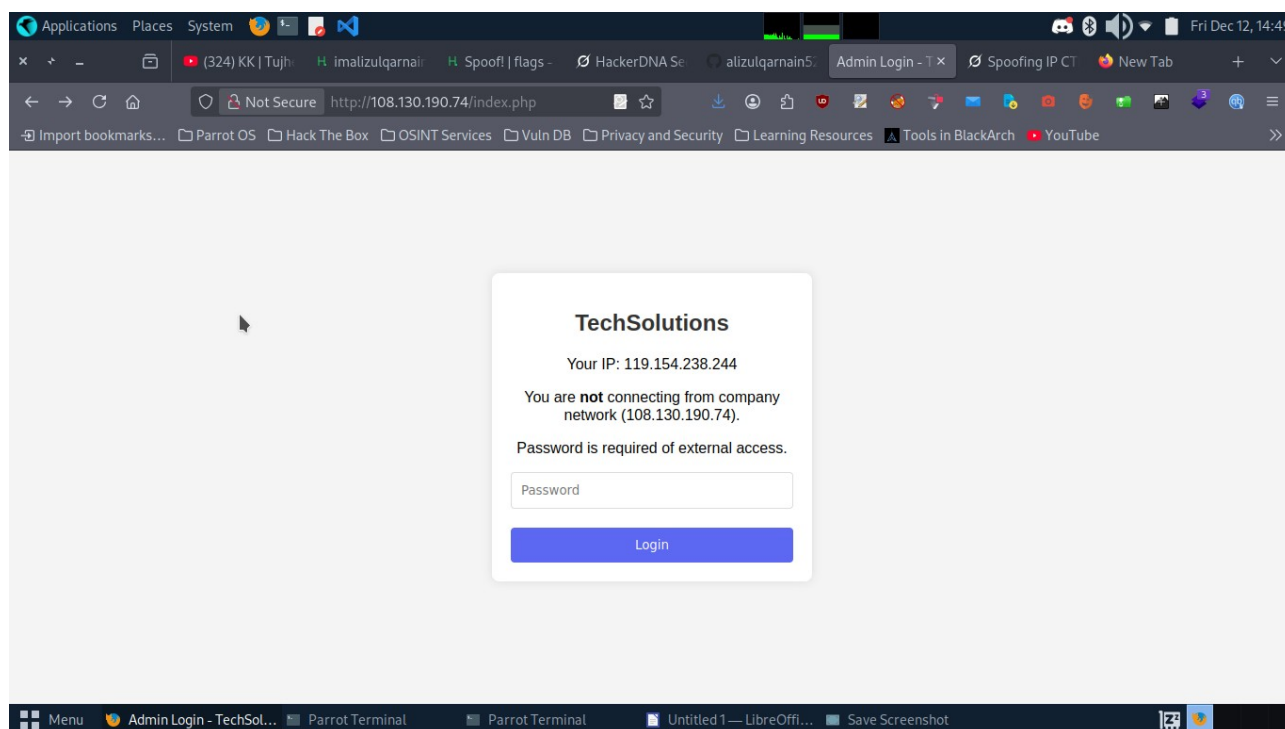 Applications Places System Fri Dec 12, 14:49
(324) KK | Tujh H imalizulqarnair H Spoof! | flags - HackerDNA Se alizulqarnain5 Admin Login - T Spoofing IP CT New Tab
Not Secure http://108.130.190.74/index.php 3
Import bookmarks... Parrot OS Hack The Box OSINT Services Vuln DB Privacy and Security Learning Resources Tools in BlackArch YouTube
TechSolutions
Your IP: 119.154.238.244
You are not connecting from company
network (108.130.190.74).
Password is required of external access.
Password
Login
Menu Admin Login - TechSol... Parrot Terminal Parrot Terminal Untitled 1 — LibreOffi... Save Screenshot